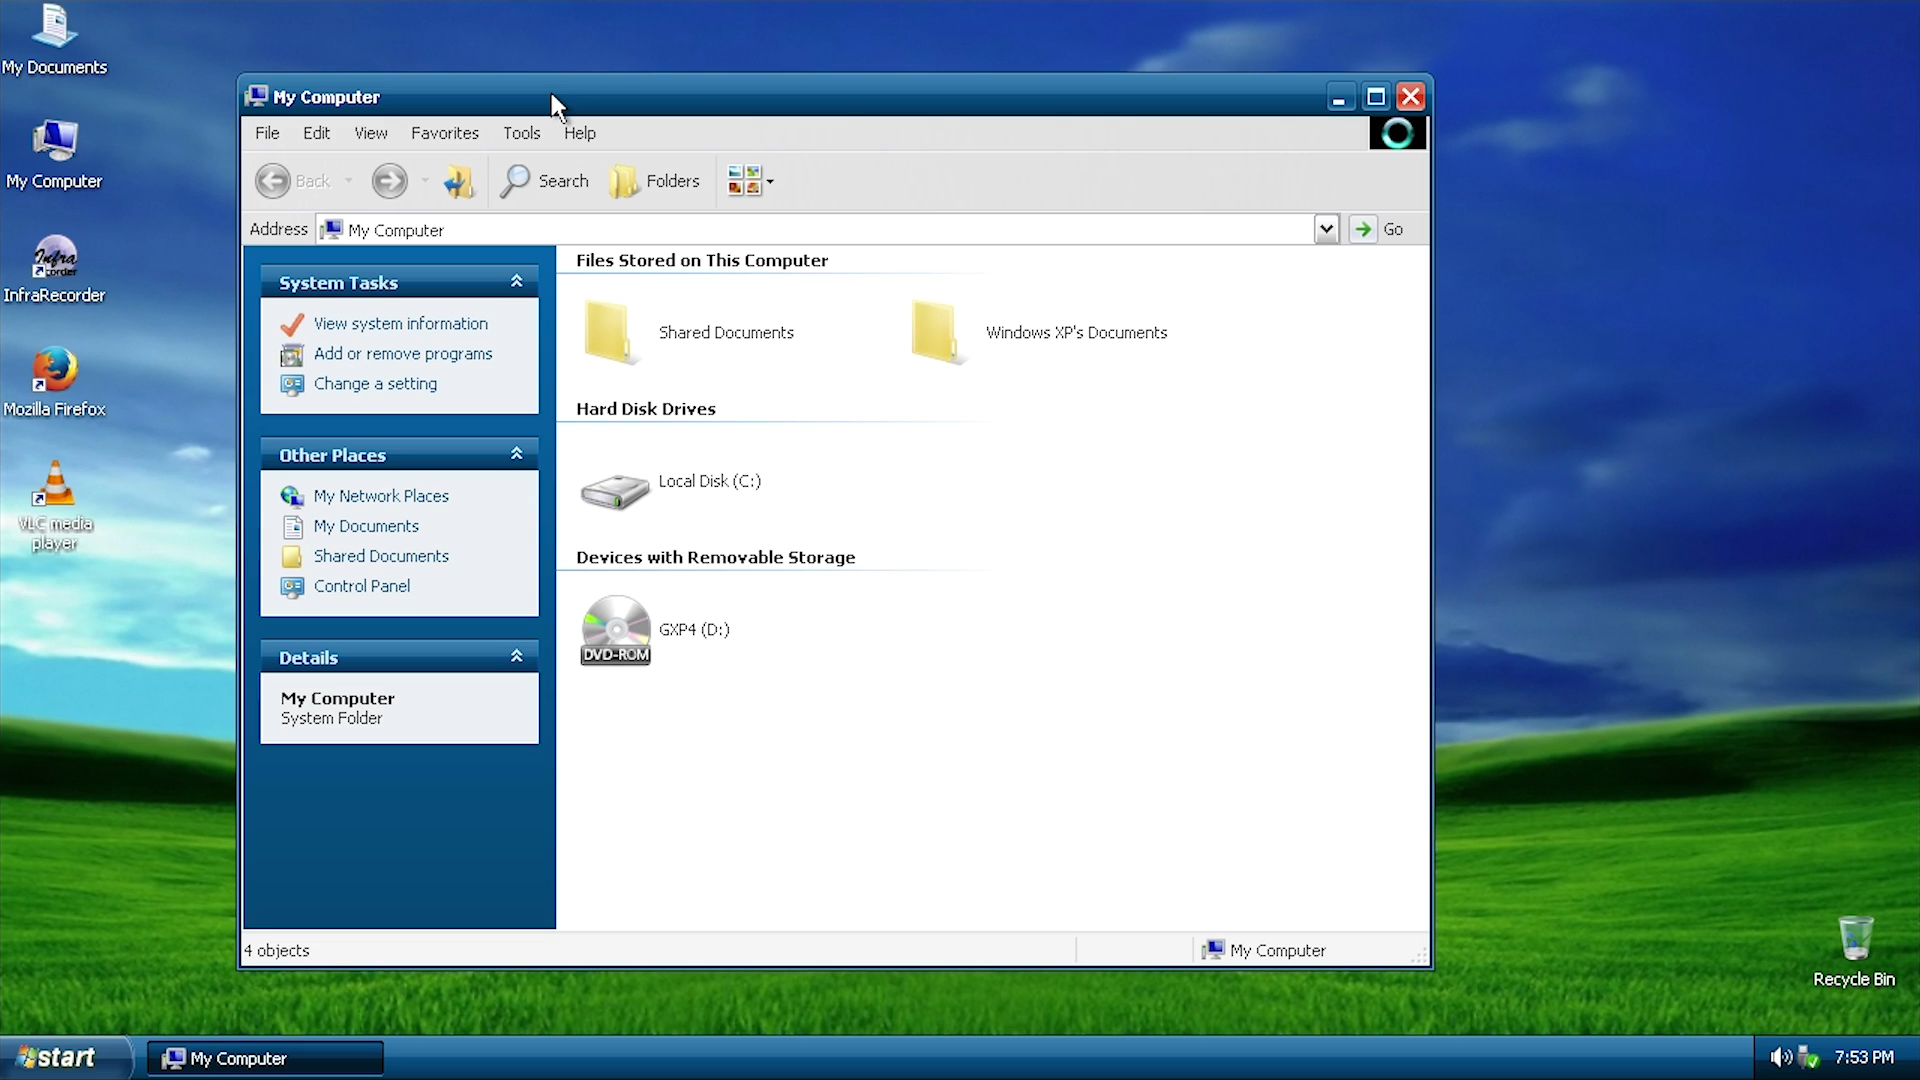 My Documents
My Computer
Infra
corder
InfraRecorder
Mozilla Firefox
VLC media
player
My Computer
File Edit View Favorites Tools Help
Back Search Folders
Address My Computer Go
System Tasks
View system information
Add or remove programs
Change a setting
Other Places
My Network Places
My Documents
Shared Documents
Control Panel
Details
My Computer
System Folder
Files Stored on This Computer
Shared Documents Windows XP's Documents
Hard Disk Drives
Local Disk (C:)
Devices with Removable Storage
DVD-ROM
GXP4 (D:)
4 objects My Computer
Recycle Bin
start My Computer 7:53 PM